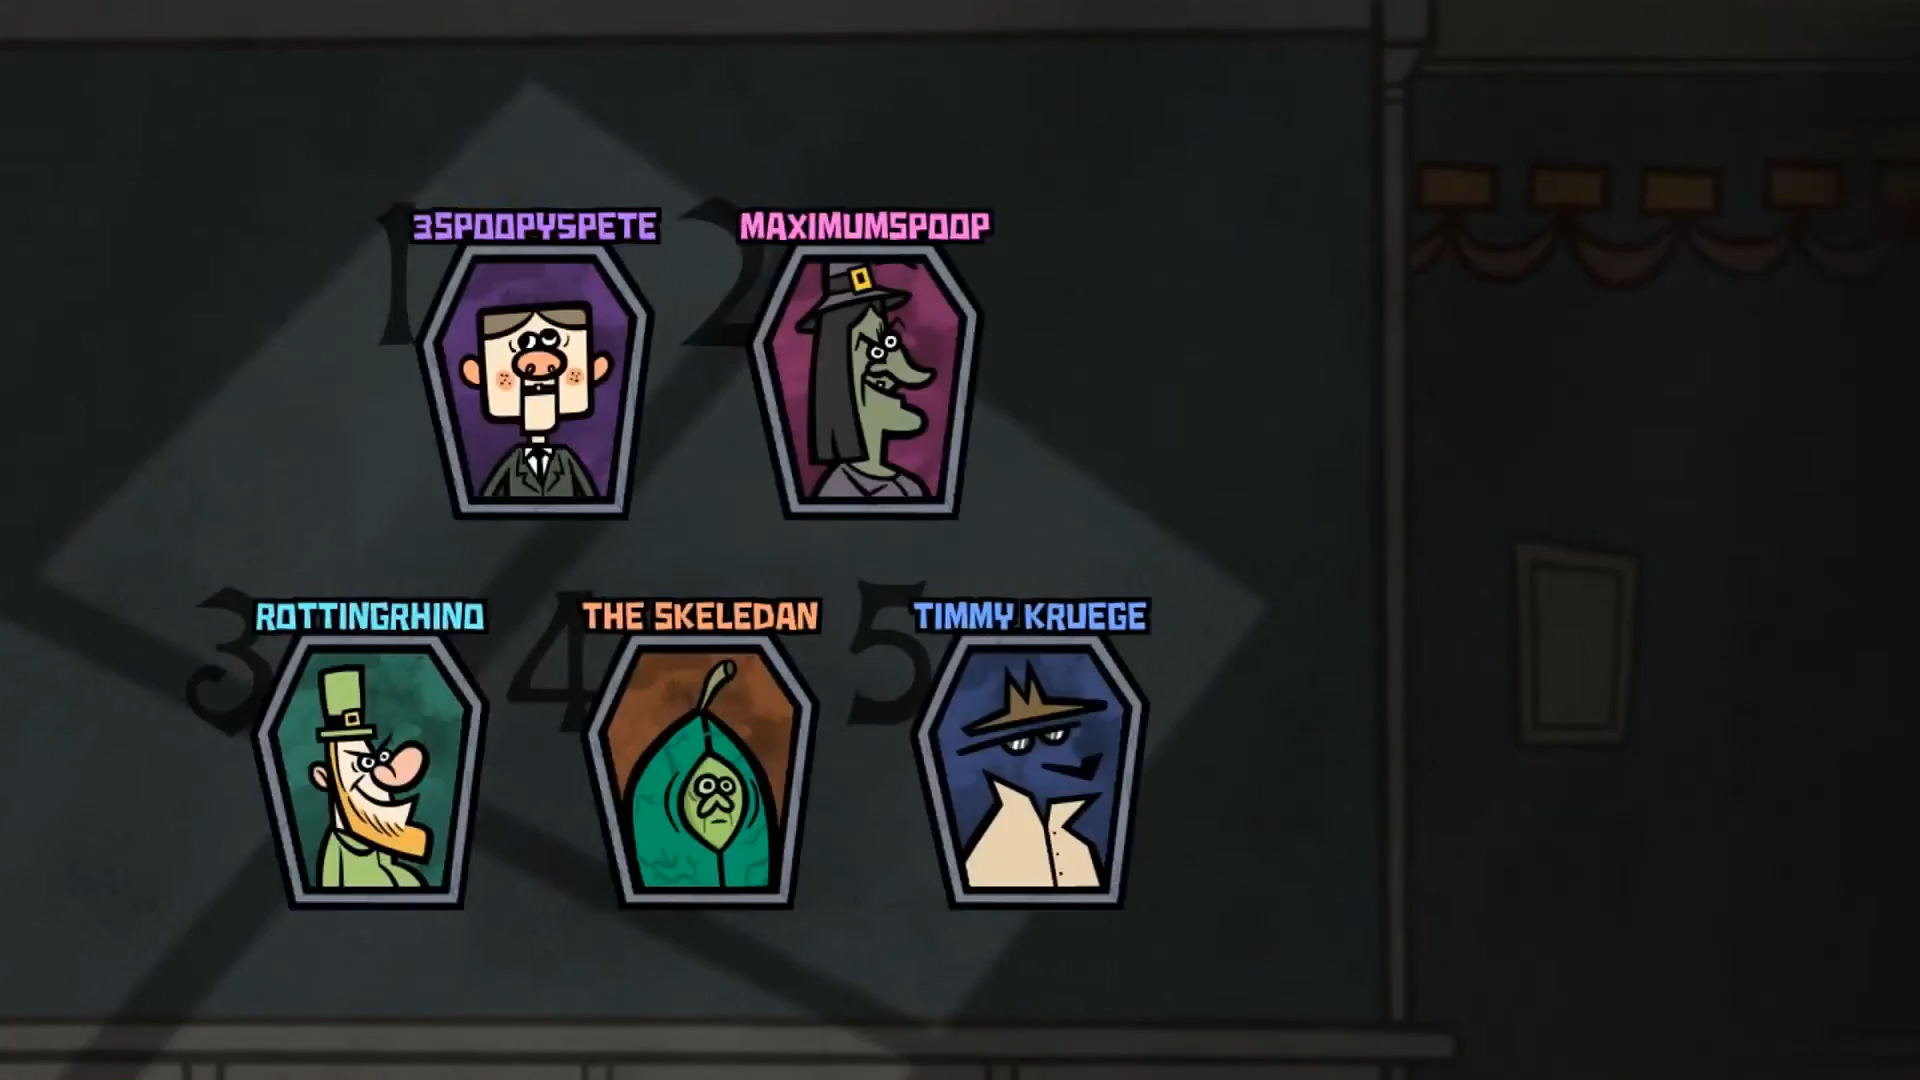 1 3SPOOPYSPETE
2 MAXIMUMSPOOP
3 ROTTINGRHINO
4 THE SKELEDAN
5 TIMMY KRUEGE